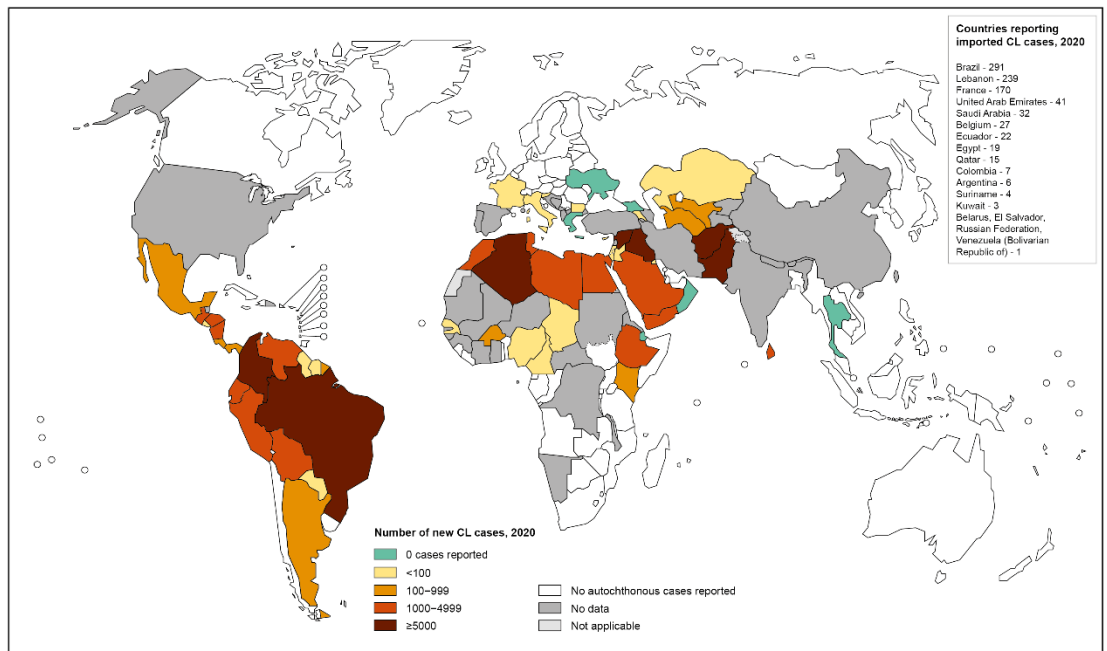 Countries reporting
imported CL cases, 2020
Brazil - 291
Lebanon - 239
France - 170
United Arab Emirates - 41
Saudi Arabia - 32
Belgium - 27
Ecuador - 22
Egypt - 19
Qatar - 15
Colombia - 7
Argentina - 6
Suriname - 4
Kuwait - 3
Belarus, El Salvador,
Russian Federation,
Venezuela (Bolivarian
Republic of) - 1
Number of new CL cases, 2020
0 cases reported
<100
100–999
1000–4999
≥5000
No autochthonous cases reported
No data
Not applicable